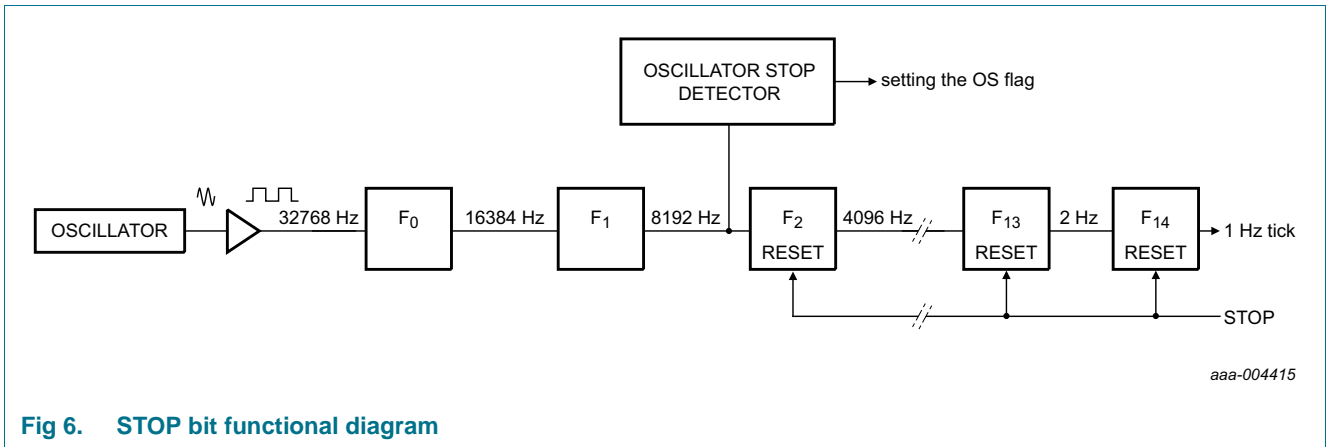 OSCILLATOR STOP
DETECTOR
setting the OS flag
OSCILLATOR
32768 Hz
F0
16384 Hz
F1
8192 Hz
F2
RESET
4096 Hz
F13
RESET
2 Hz
F14
RESET
1 Hz tick
STOP
aaa-004415
Fig 6. STOP bit functional diagram